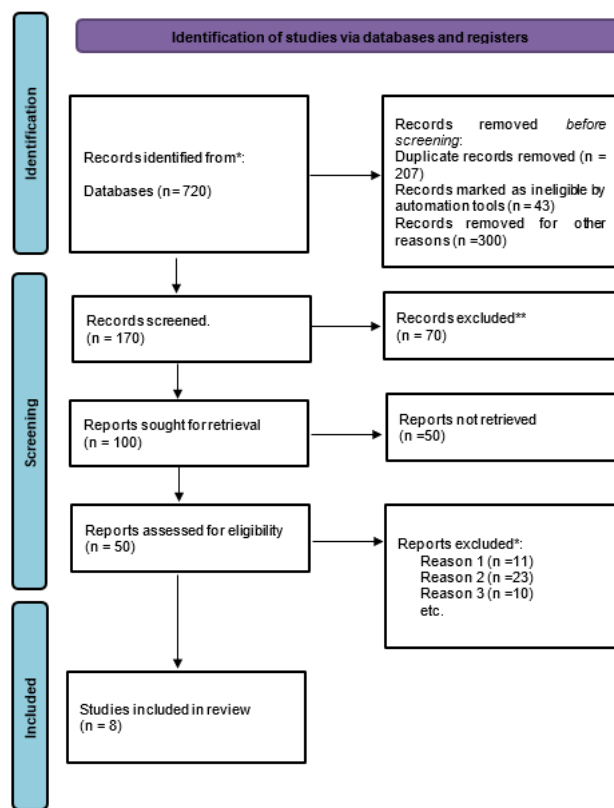 Identification of studies via databases and registers
Identification
Records identified from*:
Databases (n = 720)
Records removed before
screening:
Duplicate records removed (n =
207)
Records marked as ineligible by
automation tools (n = 43)
Records removed for other
reasons (n =300)
Screening
Records screened.
(n = 170)
Records excluded**
(n = 70)
Reports sought for retrieval
(n = 100)
Reports not retrieved
(n =50)
Reports assessed for eligibility
(n = 50)
Reports excluded*:
Reason 1 (n =11)
Reason 2 (n =23)
Reason 3 (n =10)
etc.
Included
Studies included in review
(n = 8)